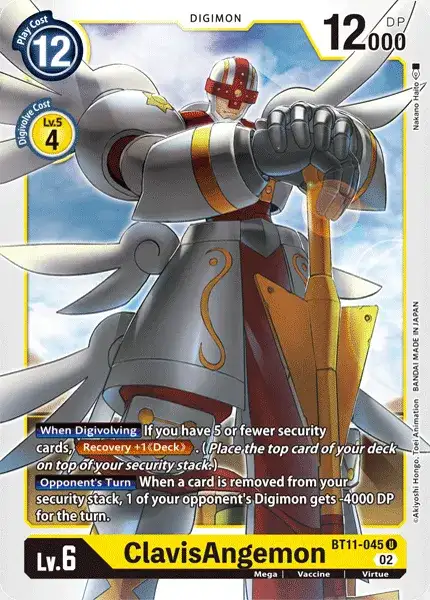 DIGIMON
Play Cost
12
Digivolve Cost
Lv.5
4
DP
12000
Nakano Haito
When Digivolving If you have 5 or fewer security
cards, Recovery +1《Deck》. (Place the top card of your deck
on top of your security stack.)
Opponent's Turn When a card is removed from your
security stack, 1 of your opponent's Digimon gets -4000 DP
for the turn.
©Akiyoshi Hongo, Toei Animation · BANDAI MADE IN JAPAN
Lv.6
ClavisAngemon
BT11-045 U
02
Mega | Vaccine | Virtue